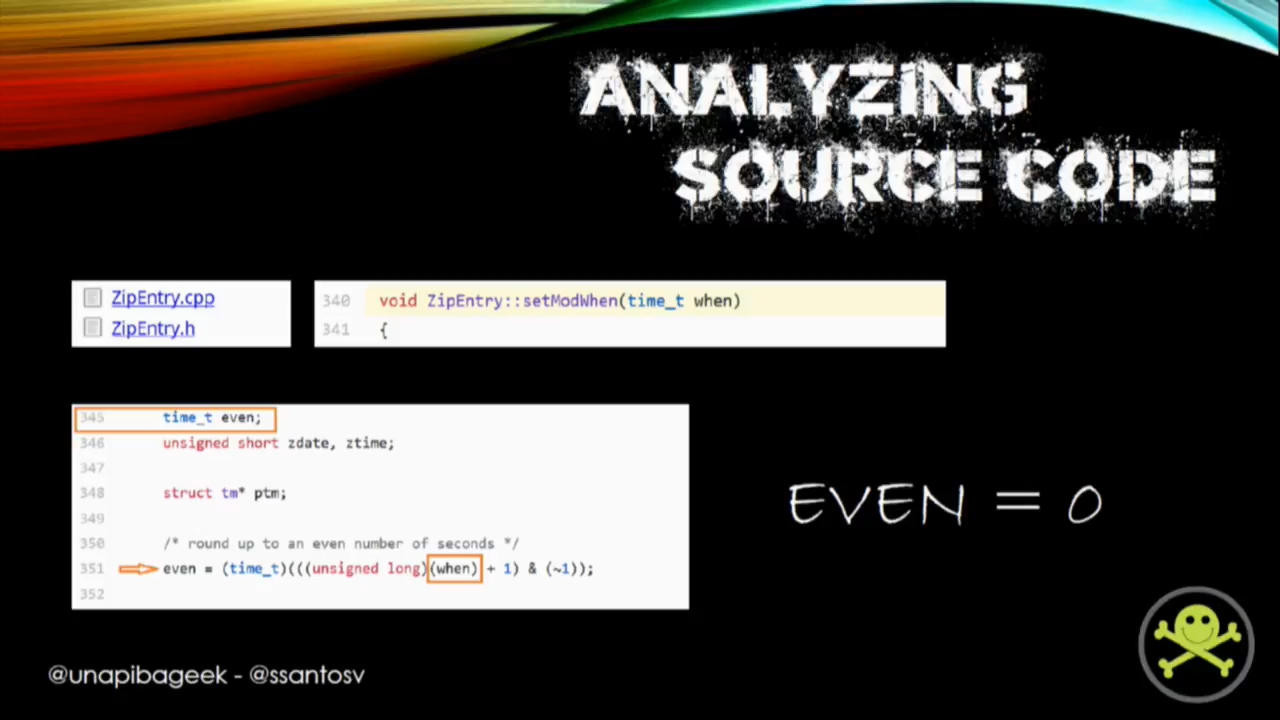 ANALYZING
SOURCE CODE
ZipEntry.cpp
ZipEntry.h
340 void ZipEntry::setModWhen(time_t when)
341 {
345 time_t even;
346 unsigned short zdate, ztime;
347
348 struct tm* ptm;
349
350 /* round up to an even number of seconds */
351 even = (time_t)(((unsigned long)(when) + 1) & (~1));
352
EVEN = 0
@unapibageek - @ssantosv